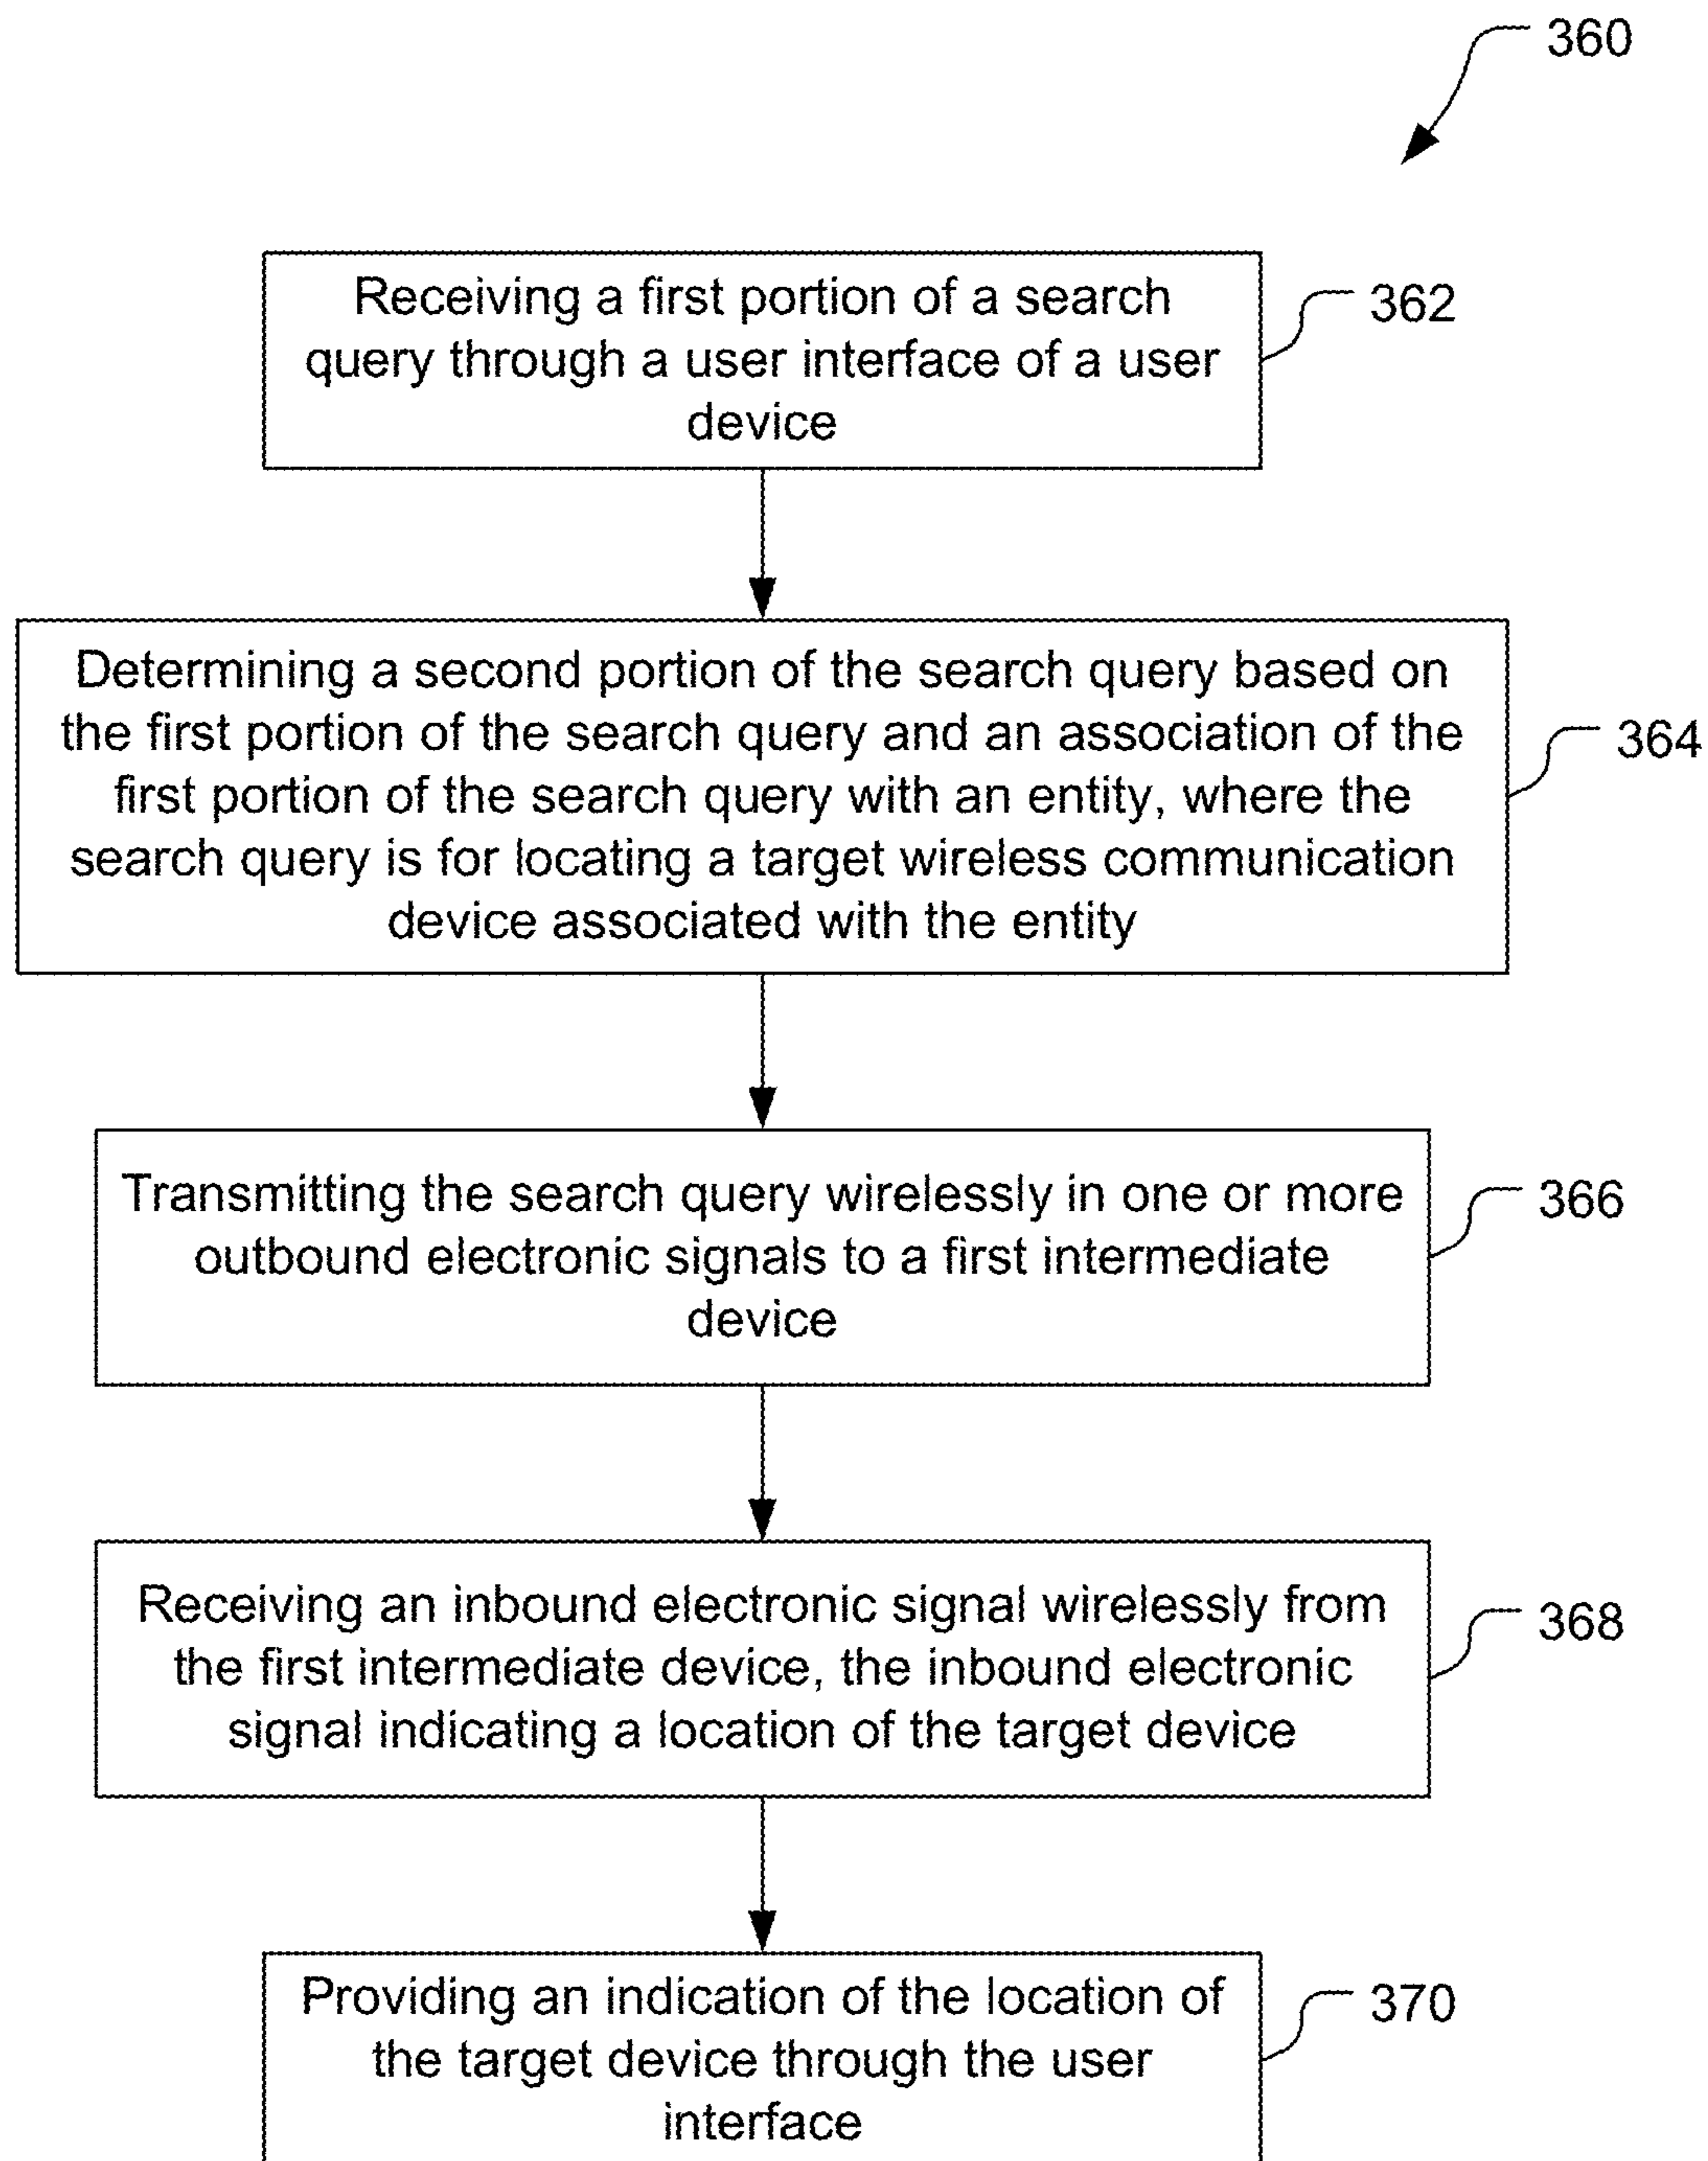 360
Receiving a first portion of a search
query through a user interface of a user
device
362
Determining a second portion of the search query based on
the first portion of the search query and an association of the
first portion of the search query with an entity, where the
search query is for locating a target wireless communication
device associated with the entity
364
Transmitting the search query wirelessly in one or more
outbound electronic signals to a first intermediate
device
366
Receiving an inbound electronic signal wirelessly from
the first intermediate device, the inbound electronic
signal indicating a location of the target device
368
Providing an indication of the location of
the target device through the user
interface
370